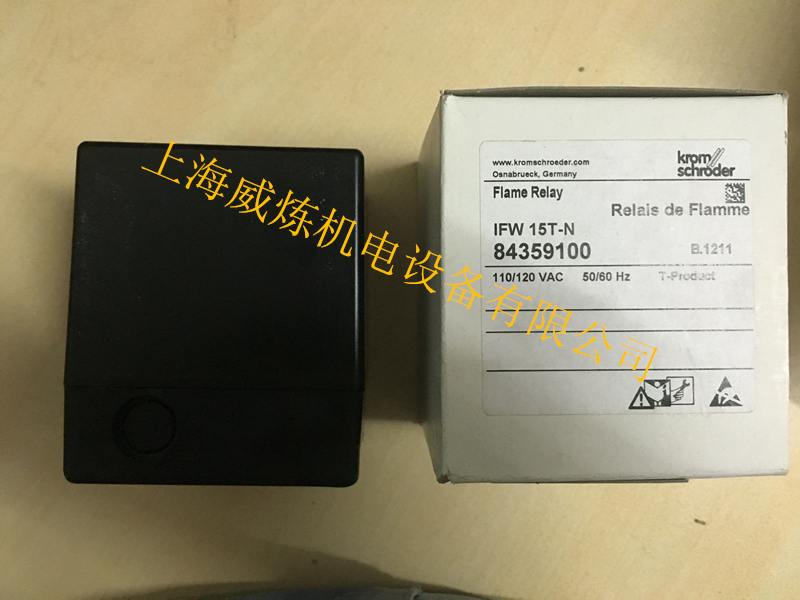 上海威炼机电设备有限公司
www.kromschroeder.com
Osnabrueck, Germany
krom
schröder
Flame Relay
Relais de Flamme
IFW 15T-N
84359100
B.1211
110/120 VAC 50/60 Hz T-Product